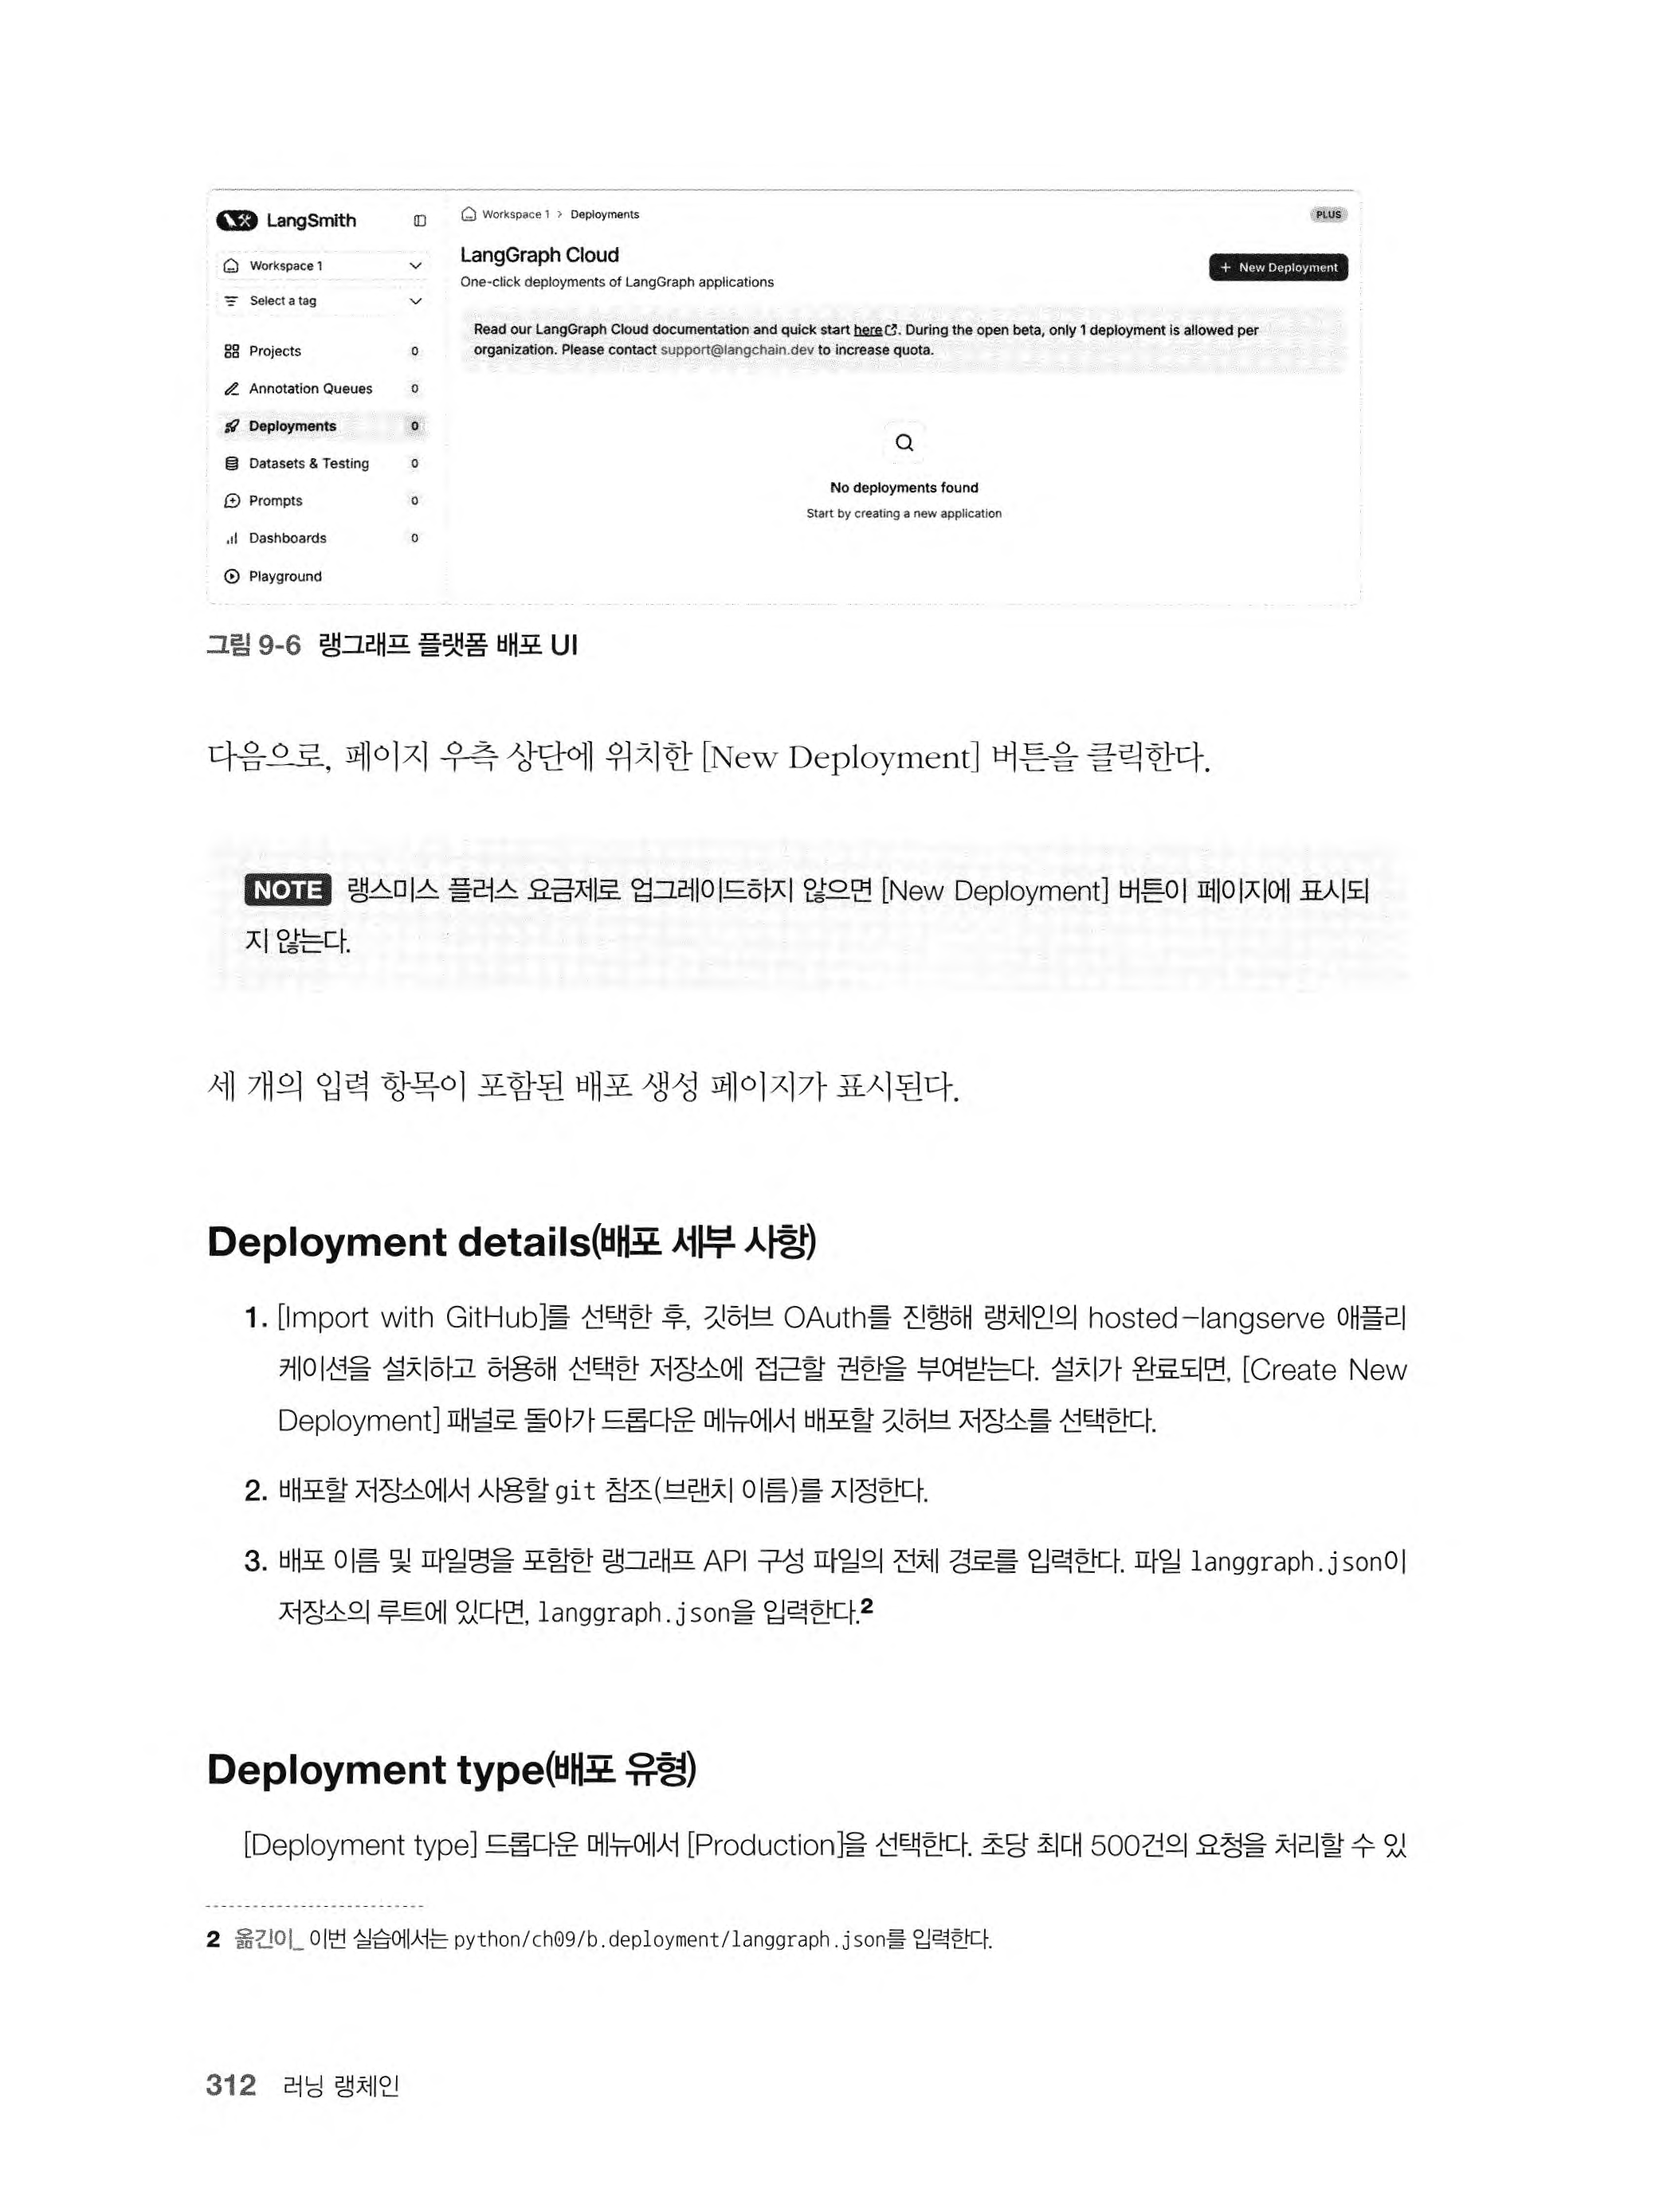 LangSmith
Workspace 1
Select a tag
Projects 0
Annotation Queues 0
Deployments 0
Datasets & Testing 0
Prompts 0
Dashboards 0
Playground
Workspace 1 > Deployments
PLUS
LangGraph Cloud
+ New Deployment
One-click deployments of LangGraph applications
Read our LangGraph Cloud documentation and quick start here. During the open beta, only 1 deployment is allowed per
organization. Please contact support@langchain.dev to increase quota.
No deployments found
Start by creating a new application
그림 9-6 랭그래프 플랫폼 배포 UI
다음으로, 페이지 우측 상단에 위치한 [New Deployment] 버튼을 클릭한다.
NOTE 랭스미스 플러스 요금제로 업그레이드하지 않으면 [New Deployment] 버튼이 페이지에 표시되
지 않는다.
세 개의 입력 항목이 포함된 배포 생성 페이지가 표시된다.
Deployment details(배포 세부 사항)
1. [Import with GitHub]를 선택한 후, 깃허브 OAuth를 진행해 랭체인의 hosted-langserve 애플리
케이션을 설치하고 허용해 선택한 저장소에 접근할 권한을 부여받는다. 설치가 완료되면, [Create New
Deployment] 패널로 돌아가 드롭다운 메뉴에서 배포할 깃허브 저장소를 선택한다.
2. 배포할 저장소에서 사용할 git 참조(브랜치 이름)를 지정한다.
3. 배포 이름 및 파일명을 포함한 랭그래프 API 구성 파일의 전체 경로를 입력한다. 파일 langgraph.json이
저장소의 루트에 있다면, langgraph.json을 입력한다.2
Deployment type(배포 유형)
[Deployment type] 드롭다운 메뉴에서 [Production]을 선택한다. 초당 최대 500건의 요청을 처리할 수 있
2 옮긴이_ 이번 실습에서는 python/ch09/b.deployment/langgraph.json를 입력한다.
312 러닝 랭체인